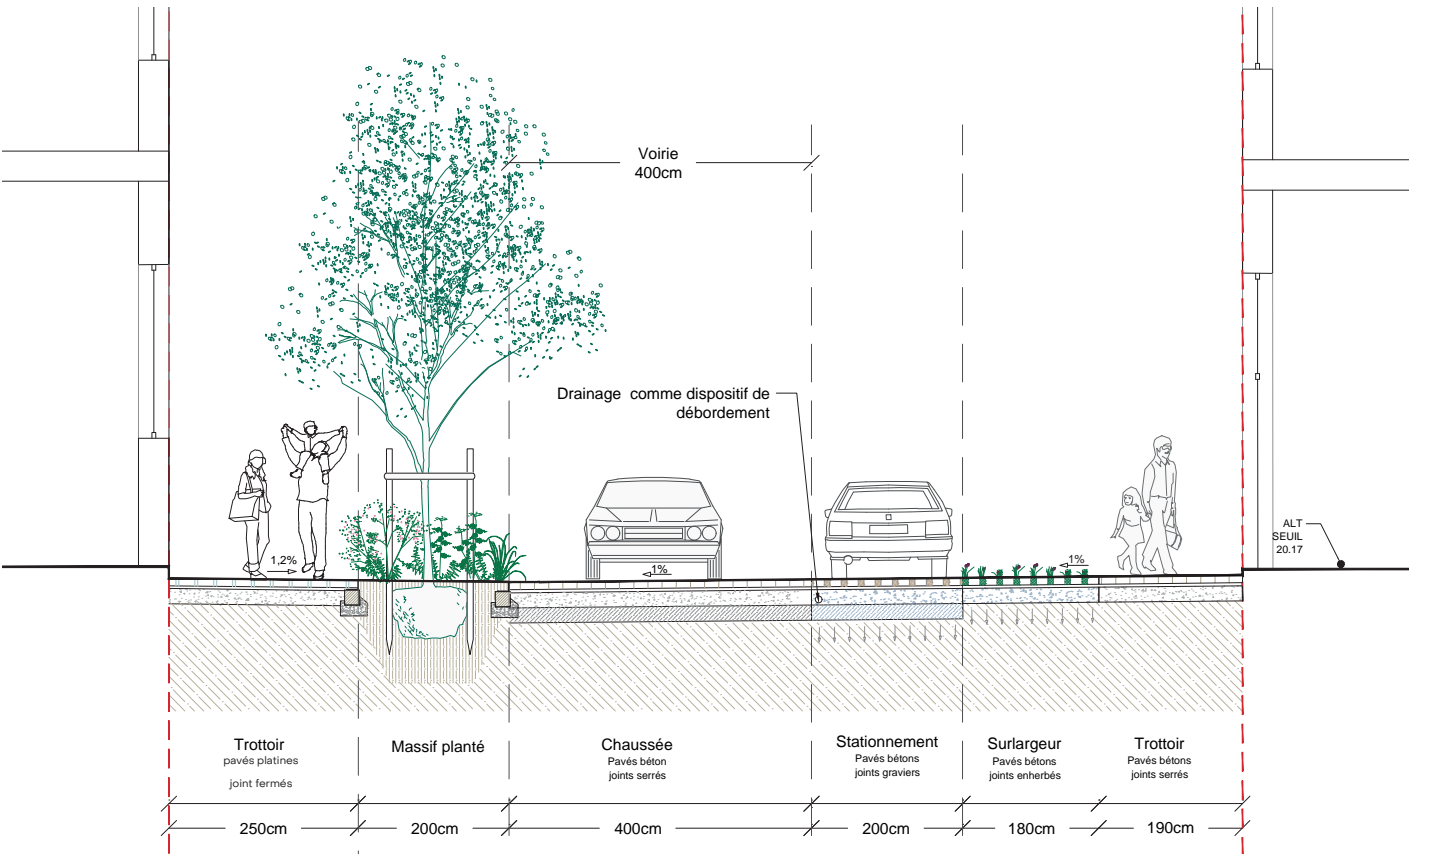 Voirie
400cm
Drainage comme dispositif de
débordement
ALT
SEUIL
20.17
1,2%
1%
1%
Trottoir
pavés platines
joint fermés
Massif planté
Chaussée
Pavés béton
joints serrés
Stationnement
Pavés bétons
joints graviers
Surlargeur
Pavés bétons
joints enherbés
Trottoir
Pavés bétons
joints serrés
250cm
200cm
400cm
200cm
180cm
190cm